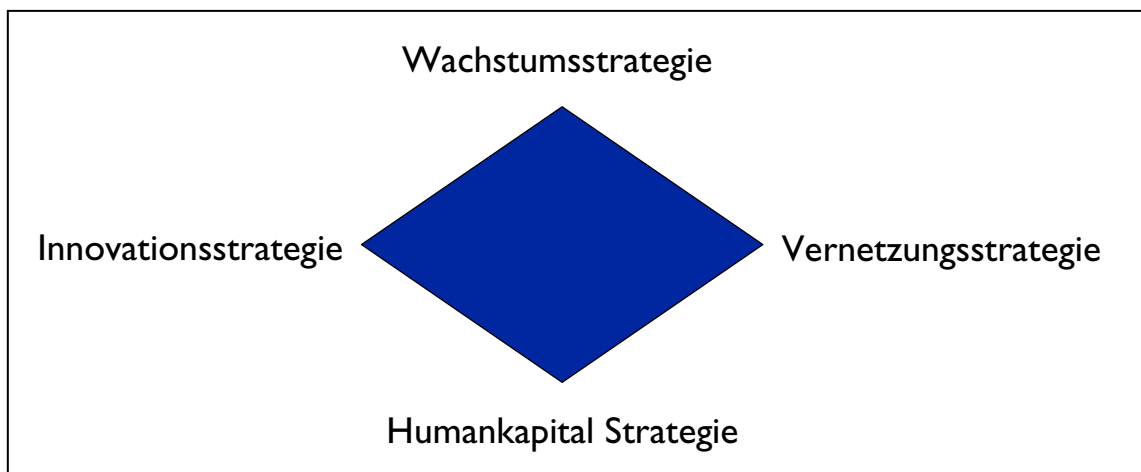 Wachstumsstrategie
Innovationsstrategie
Vernetzungsstrategie
Humankapital Strategie